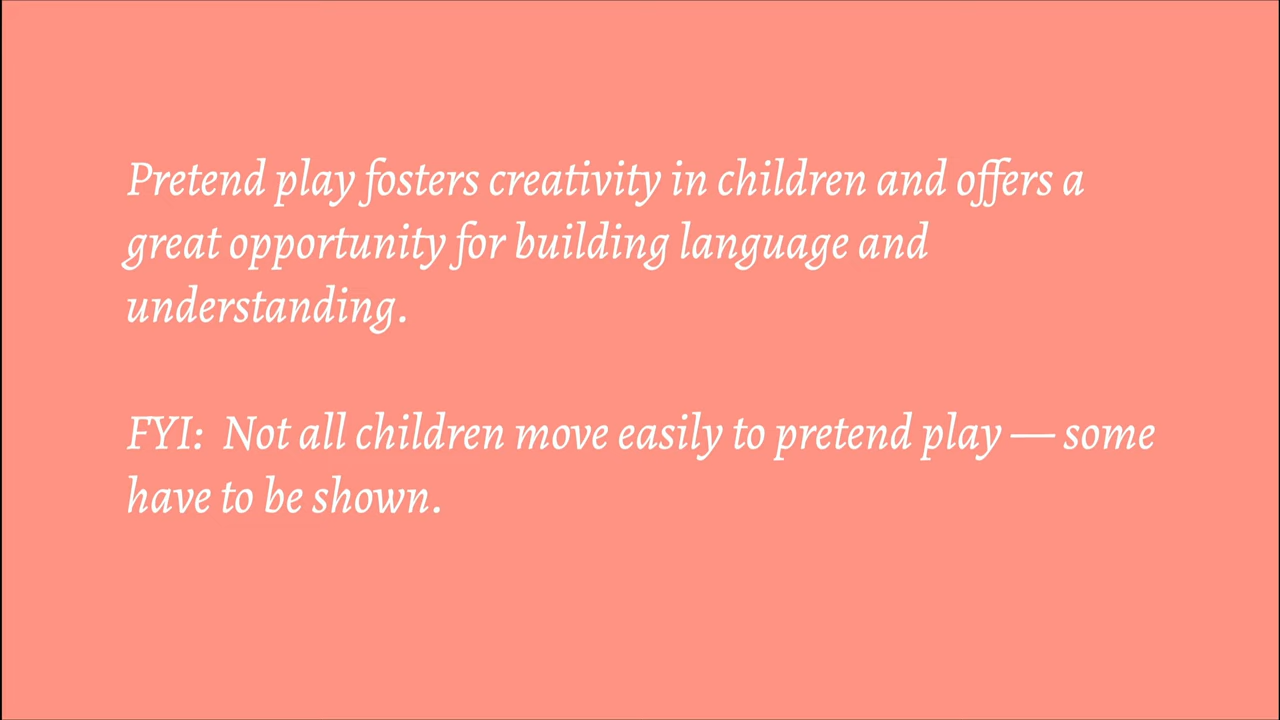 Pretend play fosters creativity in children and offers a
great opportunity for building language and
understanding.
FYI:  Not all children move easily to pretend play — some
have to be shown.